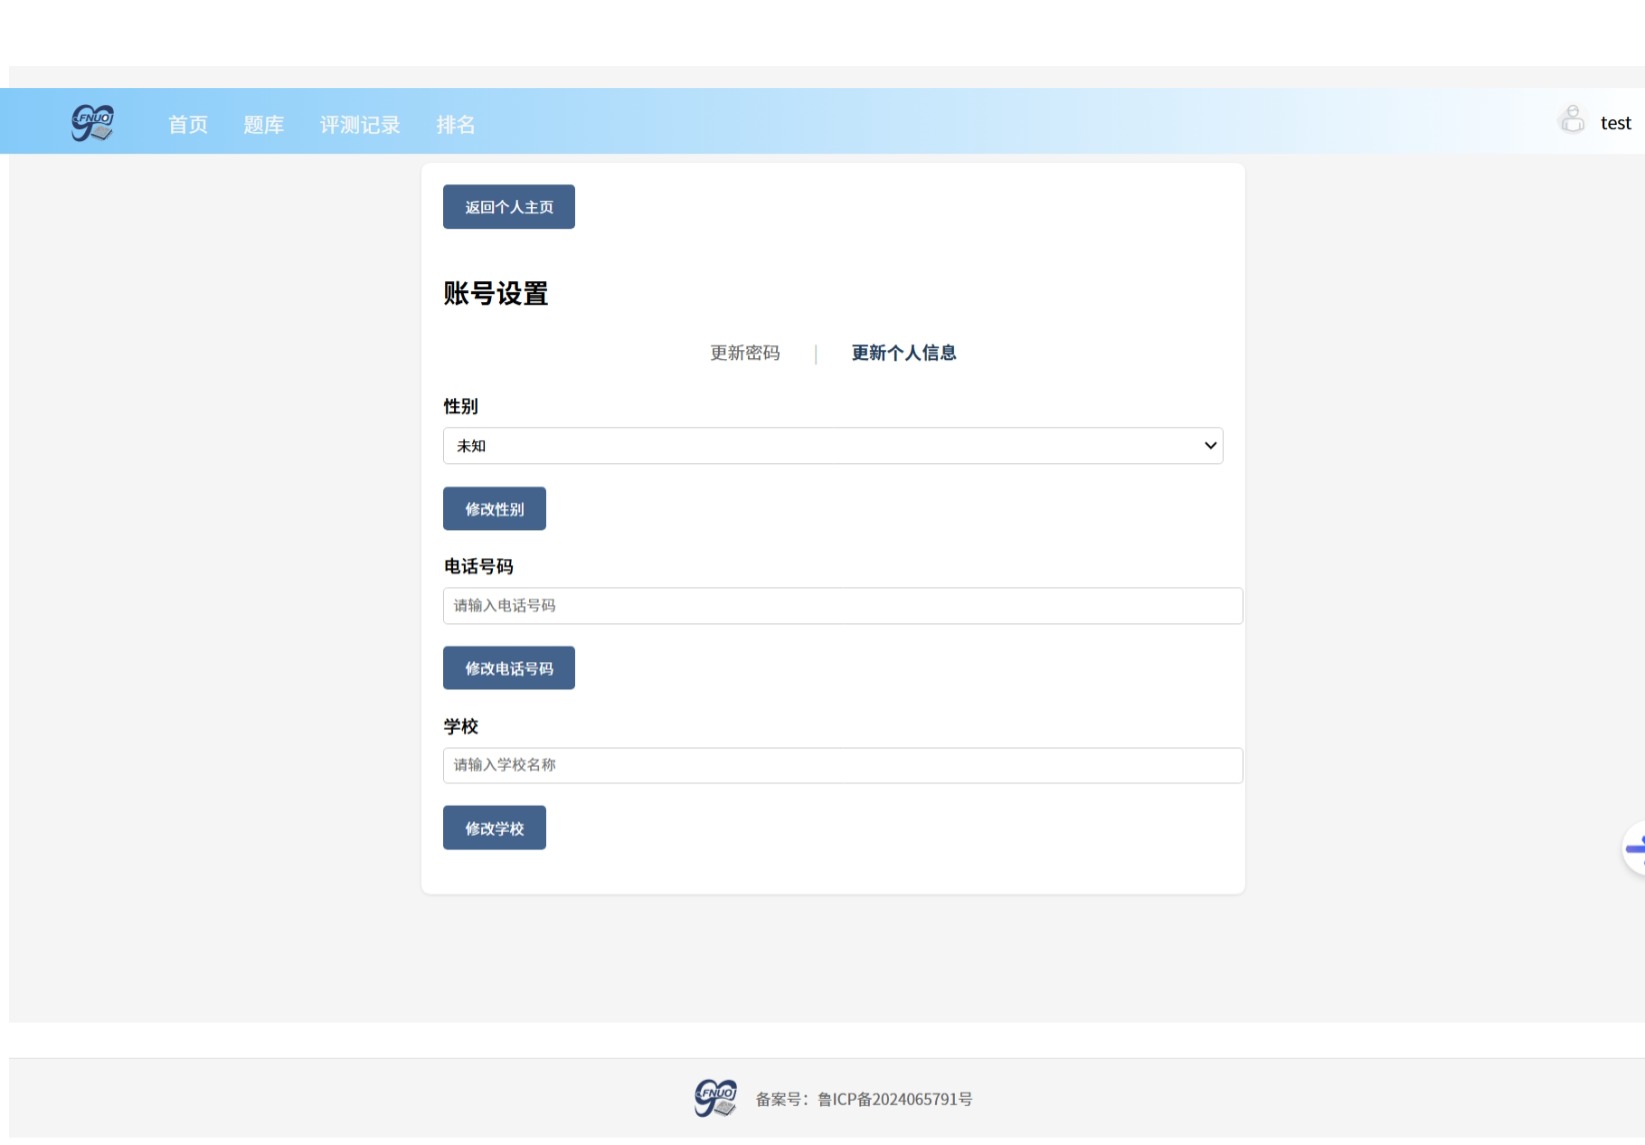 QFNUOJ
首页 题库 评测记录 排名 test
返回个人主页
账号设置
更新密码 | 更新个人信息
性别
未知
修改性别
电话号码
请输入电话号码
修改电话号码
学校
请输入学校名称
修改学校
QFNUOJ 备案号：鲁ICP备2024065791号